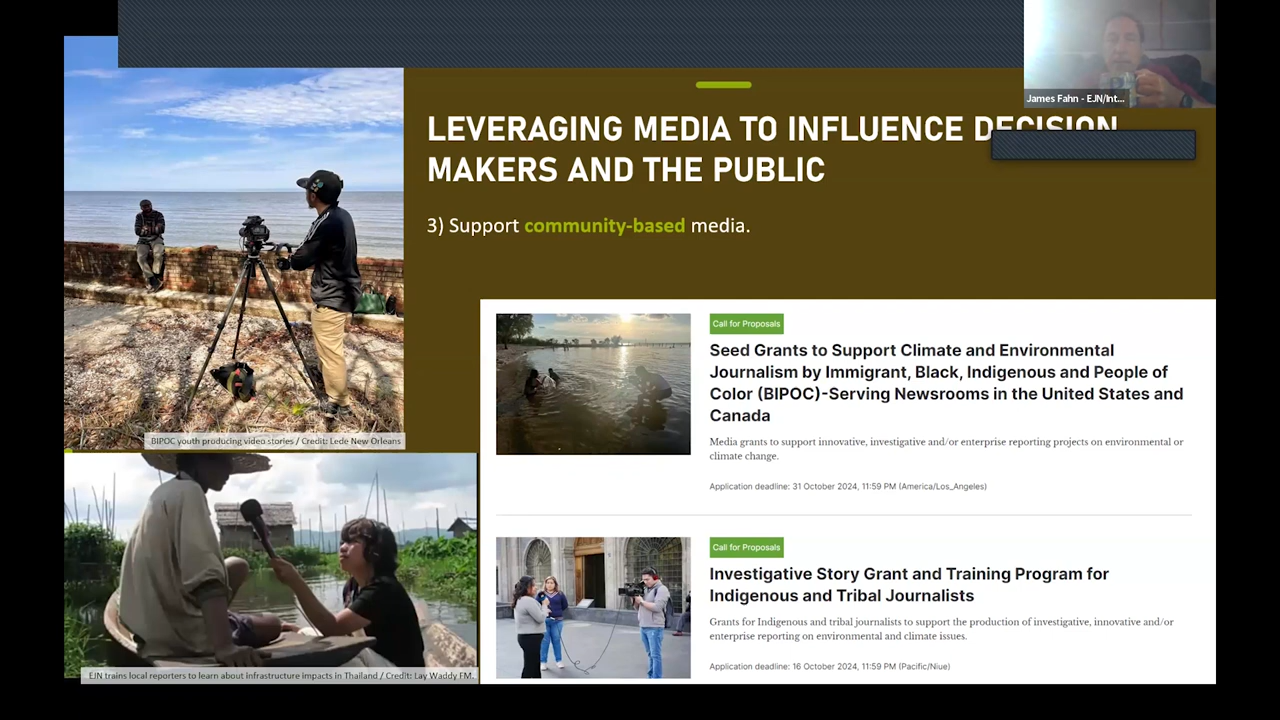 James Fahn - EJN/Int...
LEVERAGING MEDIA TO INFLUENCE DECISION
MAKERS AND THE PUBLIC
3) Support community-based media.
Call for Proposals
Seed Grants to Support Climate and Environmental
Journalism by Immigrant, Black, Indigenous and People of
Color (BIPOC)-Serving Newsrooms in the United States and
Canada
Media grants to support innovative, investigative and/or enterprise reporting projects on environmental or
climate change.
Application deadline: 31 October 2024, 11:59 PM (America/Los_Angeles)
BIPOC youth producing video stories / Credit: Lede New Orleans
Call for Proposals
Investigative Story Grant and Training Program for
Indigenous and Tribal Journalists
Grants for Indigenous and tribal journalists to support the production of investigative, innovative and/or
enterprise reporting on environmental and climate issues.
Application deadline: 16 October 2024, 11:59 PM (Pacific/Niue)
EJN trains local reporters to learn about infrastructure impacts in Thailand / Credit: Lay Waddy FM.